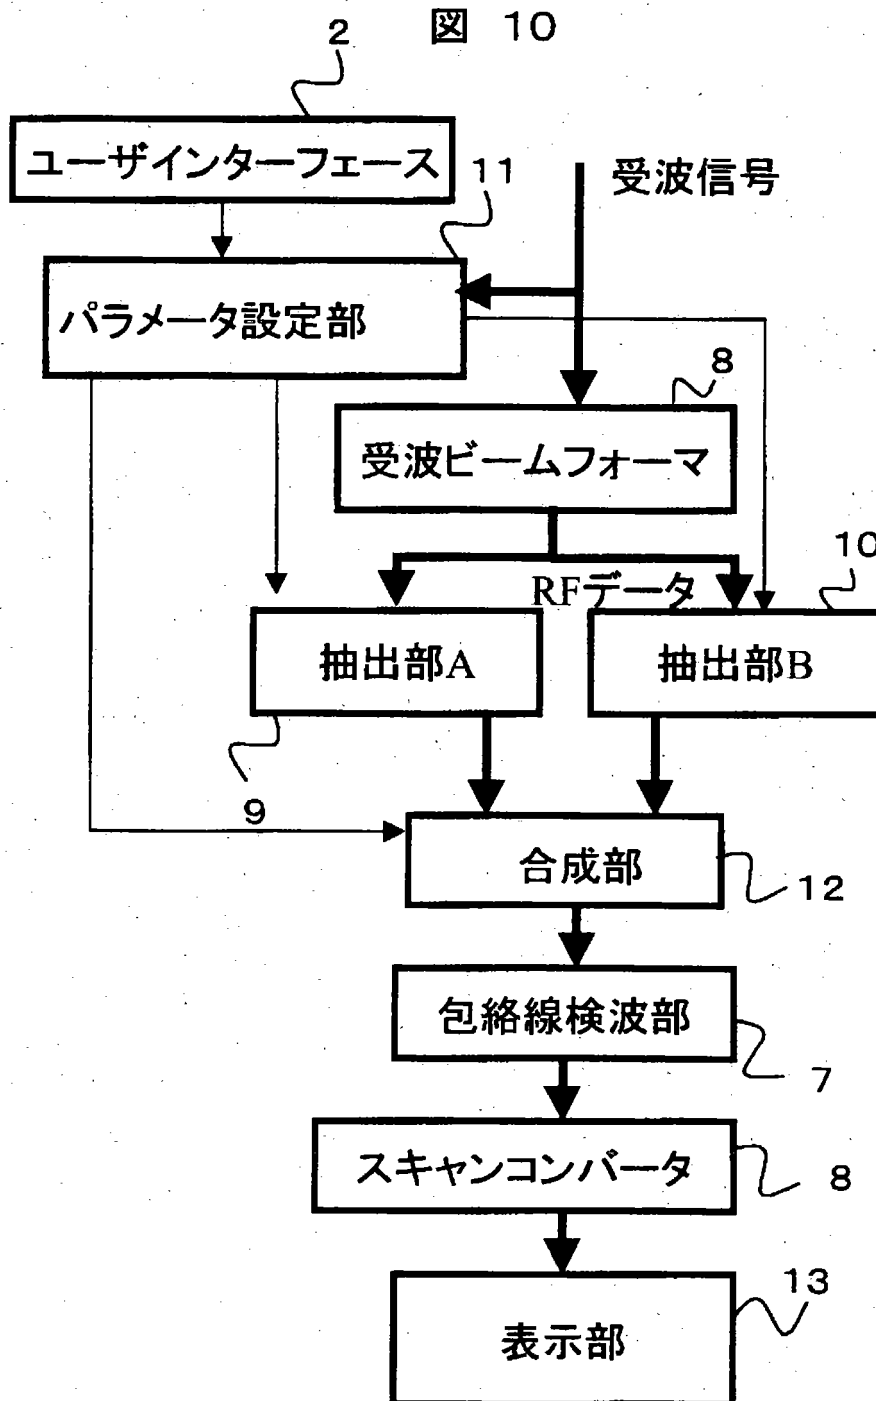 図 10
2
ユーザインターフェース
11
受波信号
パラメータ設定部
8
受波ビームフォーマ
10
RFデータ
抽出部A
抽出部B
9
合成部
12
包絡線検波部
7
スキャンコンバータ
8
13
表示部